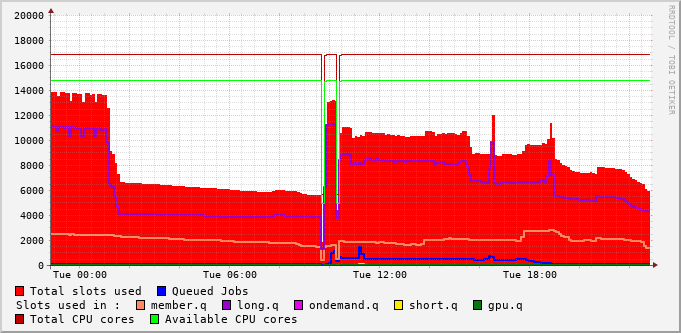 RRDTOOL / TOBI OETIKER
20000
18000
16000
14000
12000
10000
8000
6000
4000
2000
0
Tue 00:00 Tue 06:00 Tue 12:00 Tue 18:00
Total slots used Queued Jobs
Slots used in : member.q long.q ondemand.q short.q gpu.q
Total CPU cores Available CPU cores